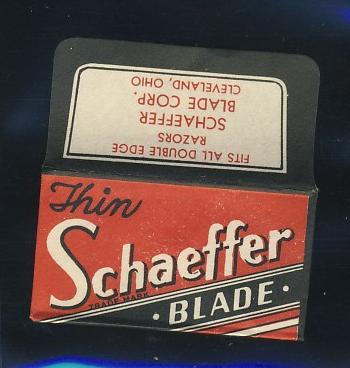 FITS ALL DOUBLE EDGE
RAZORS
SCHAEFFER
BLADE CORP.
CLEVELAND, OHIO
Thin
Schaeffer
TRADE MARK
• BLADE •